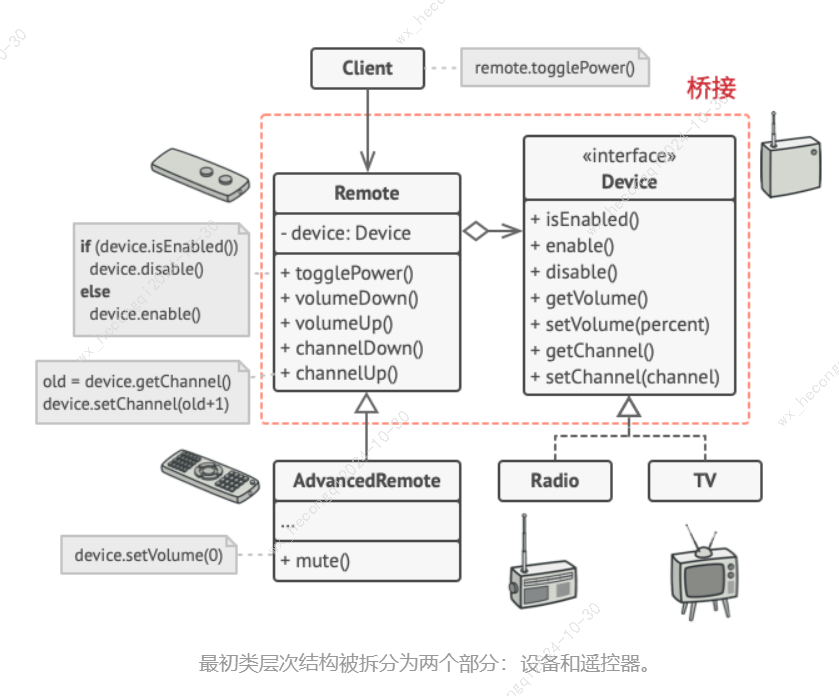 Client
remote.togglePower()
桥接
Remote
- device: Device
+ togglePower()
+ volumeDown()
+ volumeUp()
+ channelDown()
+ channelUp()
«interface»
Device
+ isEnabled()
+ enable()
+ disable()
+ getVolume()
+ setVolume(percent)
+ getChannel()
+ setChannel(channel)
if (device.isEnabled())
device.disable()
else
device.enable()
old = device.getChannel()
device.setChannel(old+1)
AdvancedRemote
...
+ mute()
device.setVolume(0)
Radio
TV
最初类层次结构被拆分为两个部分：设备和遥控器。
wx_hecongqi2024-10-30